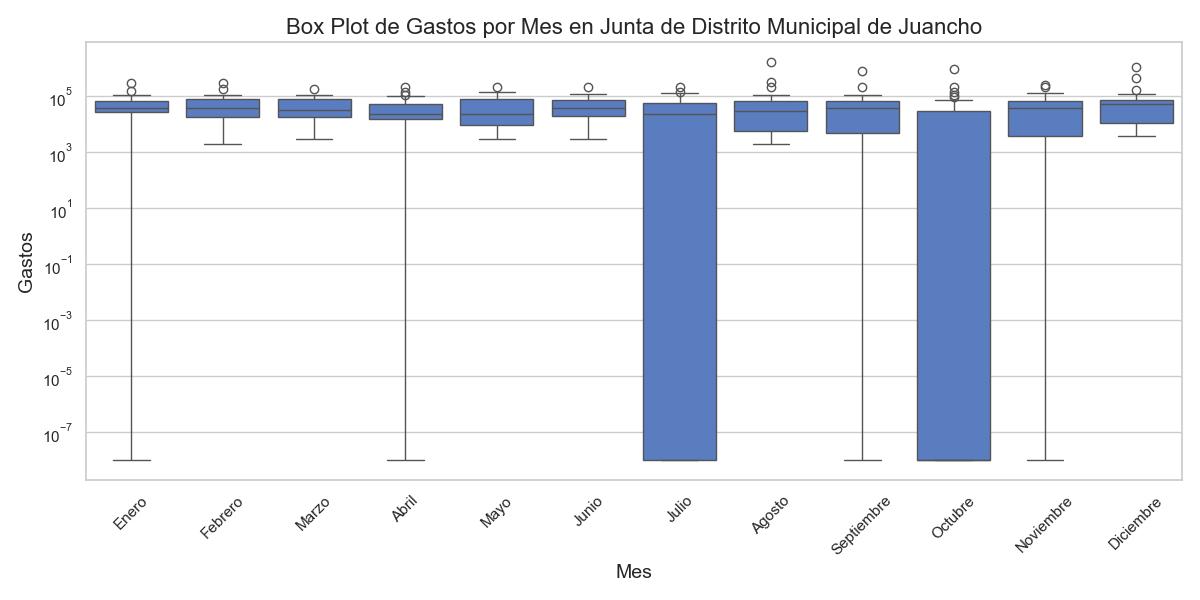 Box Plot de Gastos por Mes en Junta de Distrito Municipal de Juancho
Gastos
10^5
10^3
10^1
10^−1
10^−3
10^−5
10^−7
Enero
Febrero
Marzo
Abril
Mayo
Junio
Julio
Agosto
Septiembre
Octubre
Noviembre
Diciembre
Mes